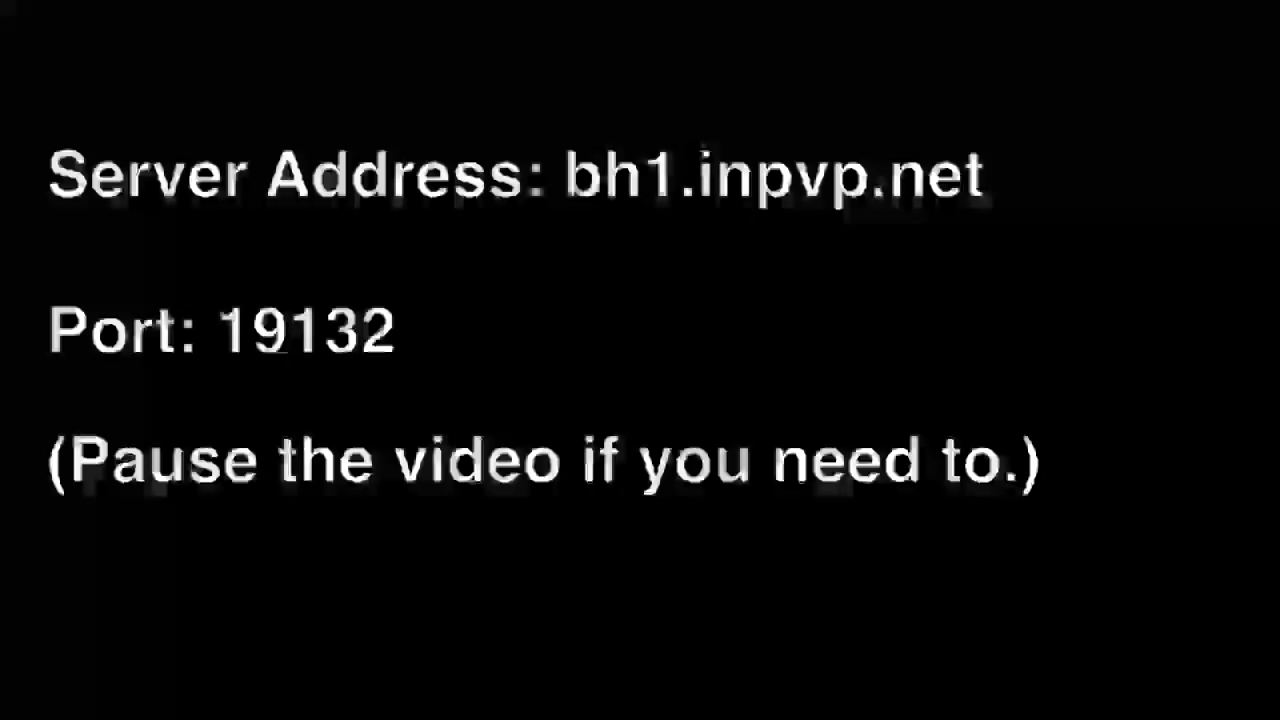 Server Address: bh1.inpvp.net
Port: 19132
(Pause the video if you need to.)